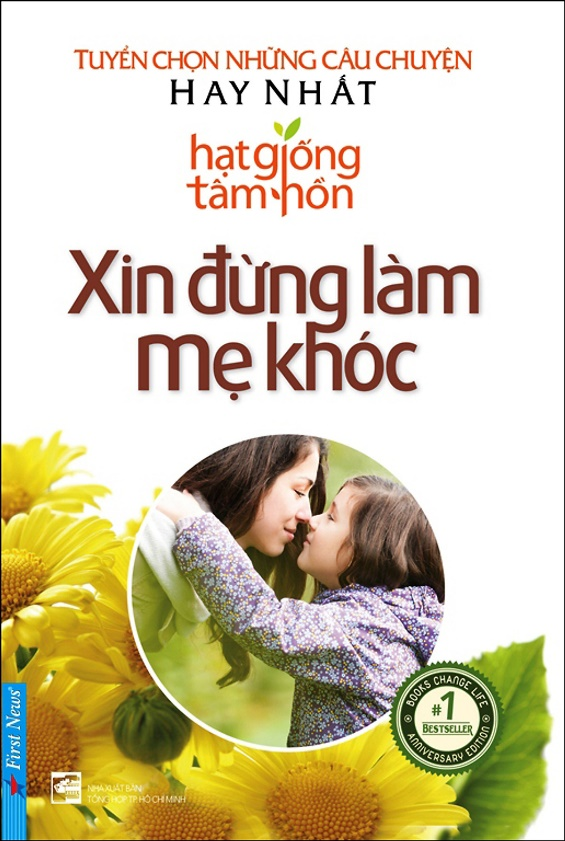 TUYỂN CHỌN NHỮNG CÂU CHUYỆN
HAY NHẤT
hạt giống
tâm hồn
Xin đừng làm
mẹ khóc
BOOKS CHANGE LIFE
#1
BESTSELLER
ANNIVERSARY EDITION
First News®
NHÀ XUẤT BẢN
TỔNG HỢP TP. HỒ CHÍ MINH